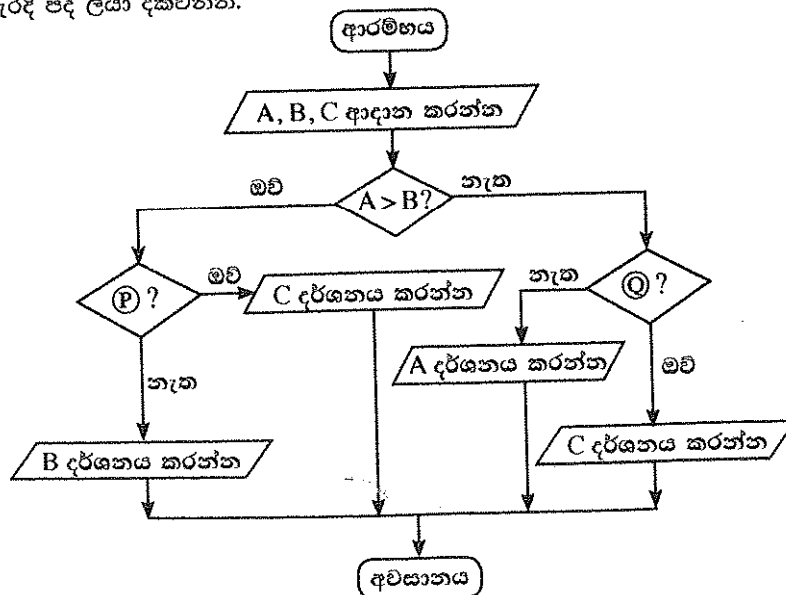 පද ලියා දක්වන්න.
ආරම්භය
A, B, C ආදාන කරන්න
ඔව්
A > B?
නැත
Ⓟ ?
ඔව්
C දර්ශනය කරන්න
නැත
Ⓠ ?
A දර්ශනය කරන්න
ඔව්
නැත
B දර්ශනය කරන්න
C දර්ශනය කරන්න
අවසානය